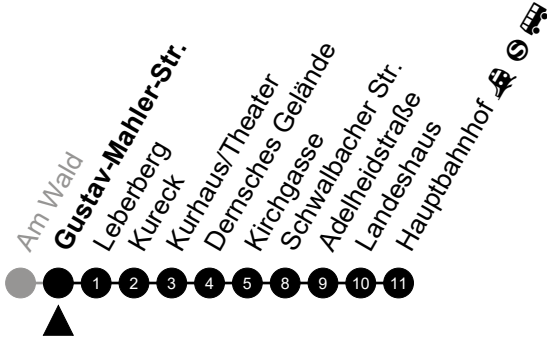 Am Wald
Gustav-Mahler-Str.
Leberberg
Kureck
Kurhaus/Theater
Dernsches Gelände
Kirchgasse
Schwalbacher Str.
Adelheidstraße
Landeshaus
Hauptbahnhof S
1 2 3 4 5 8 9 10 11